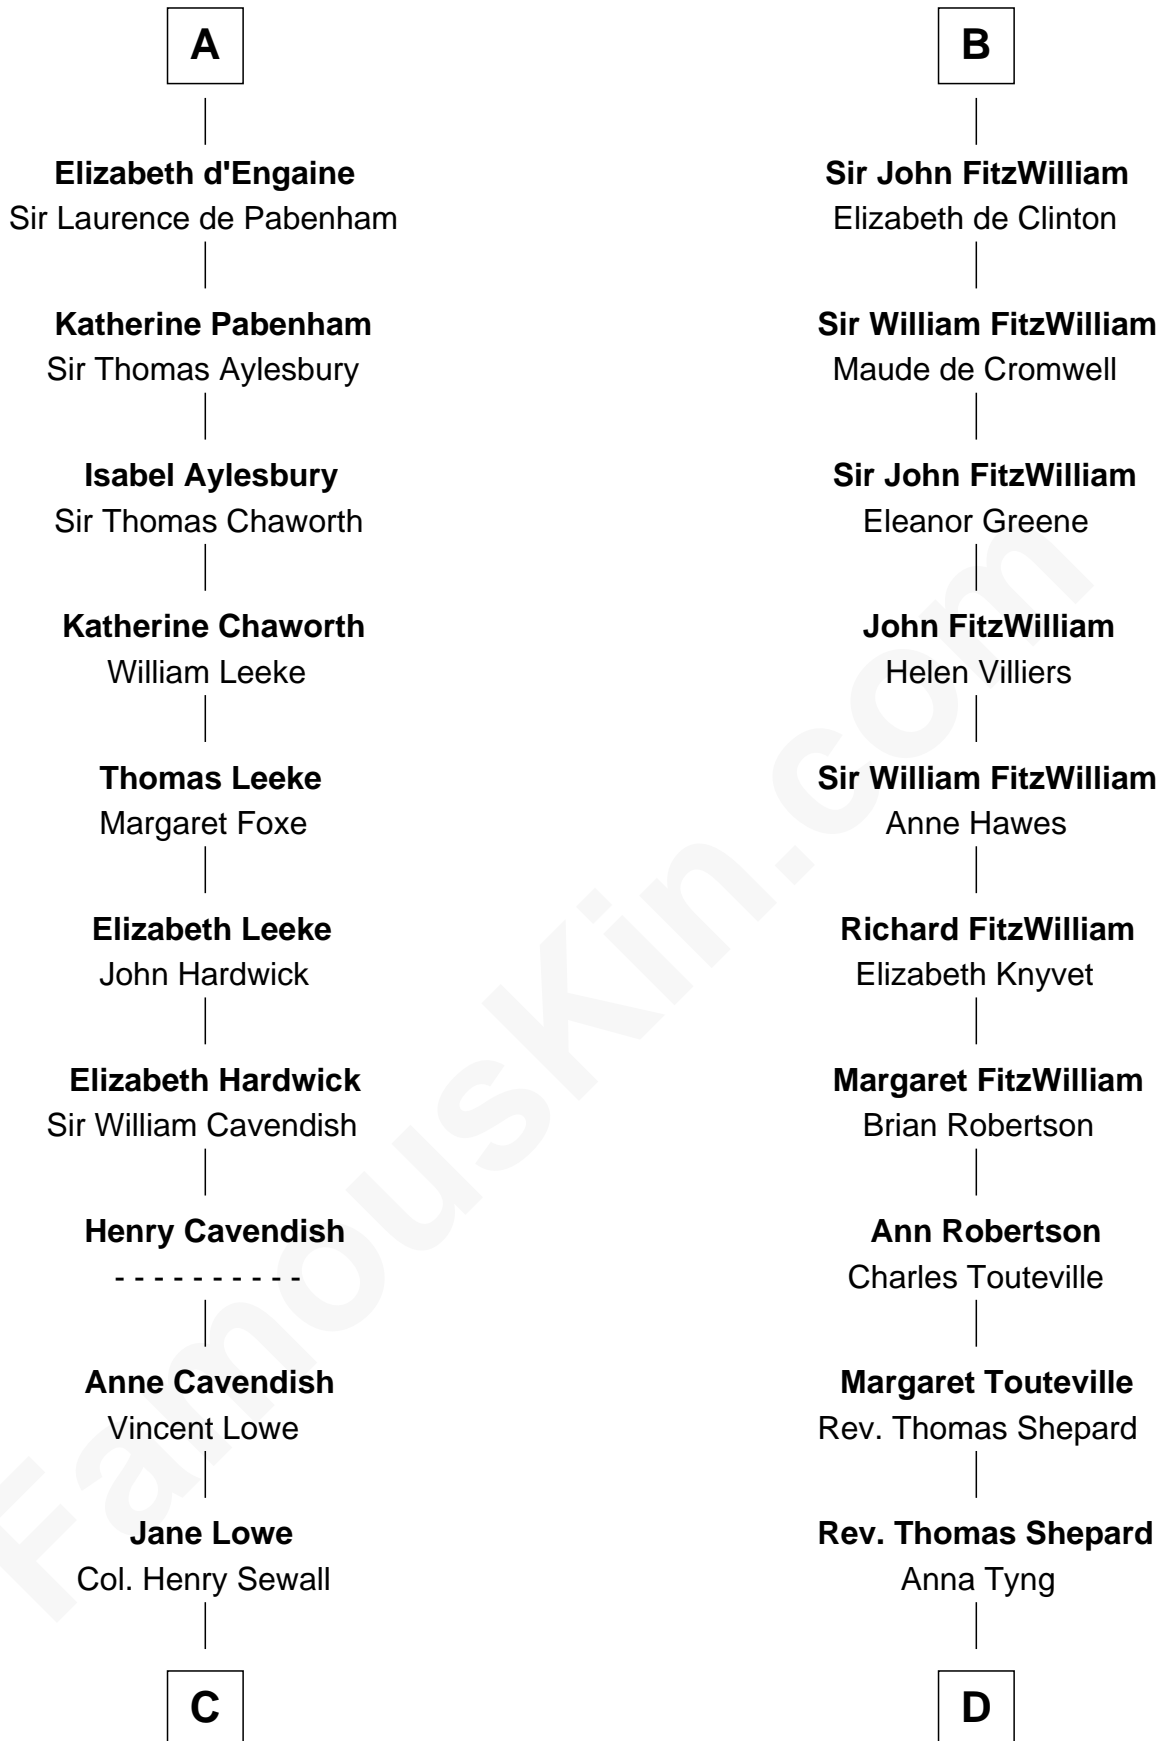 A
Elizabeth d'Engaine
Sir Laurence de Pabenham
Katherine Pabenham
Sir Thomas Aylesbury
Isabel Aylesbury
Sir Thomas Chaworth
Katherine Chaworth
William Leeke
Thomas Leeke
Margaret Foxe
Elizabeth Leeke
John Hardwick
Elizabeth Hardwick
Sir William Cavendish
Henry Cavendish
- - - - - - - - - -
Anne Cavendish
Vincent Lowe
Jane Lowe
Col. Henry Sewall
C
B
Sir John FitzWilliam
Elizabeth de Clinton
Sir William FitzWilliam
Maude de Cromwell
Sir John FitzWilliam
Eleanor Greene
John FitzWilliam
Helen Villiers
Sir William FitzWilliam
Anne Hawes
Richard FitzWilliam
Elizabeth Knyvet
Margaret FitzWilliam
Brian Robertson
Ann Robertson
Charles Touteville
Margaret Touteville
Rev. Thomas Shepard
Rev. Thomas Shepard
Anna Tyng
D
FamousKin.com